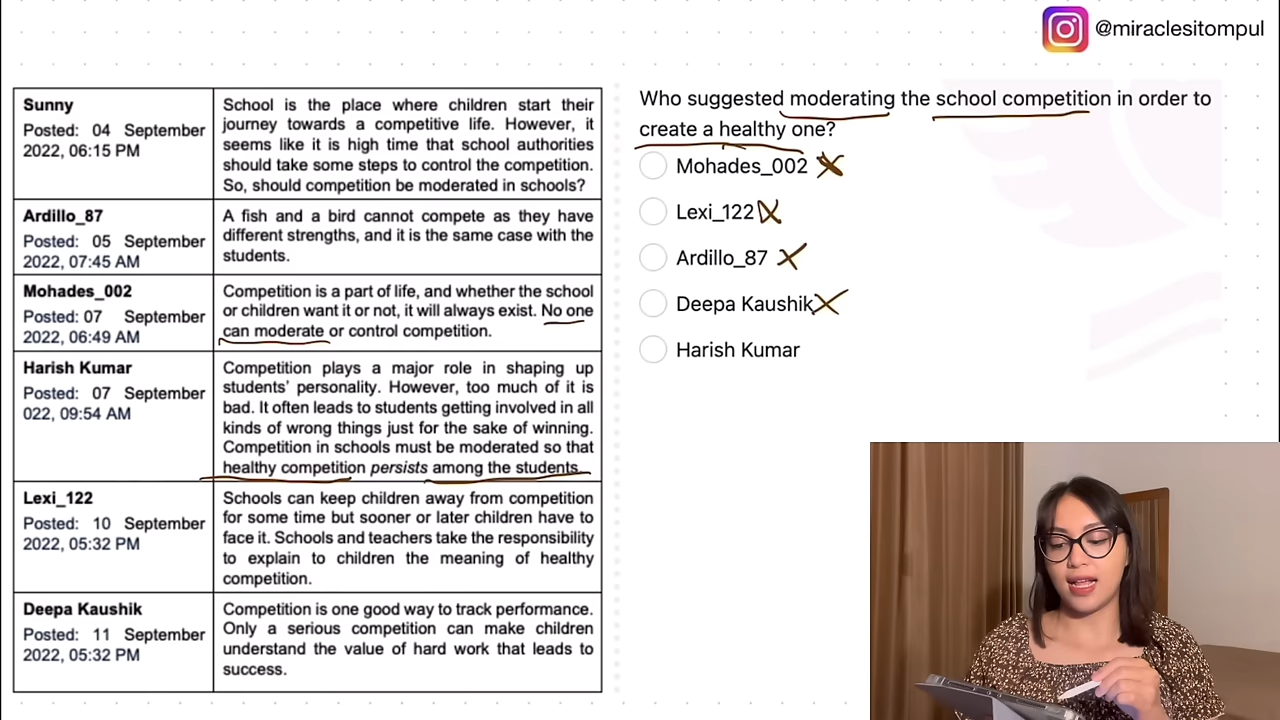 @miraclesitompul
Sunny
Posted: 04 September
2022, 06:15 PM
School is the place where children start their
journey towards a competitive life. However, it
seems like it is high time that school authorities
should take some steps to control the competition.
So, should competition be moderated in schools?
Ardillo_87
Posted: 05 September
2022, 07:45 AM
A fish and a bird cannot compete as they have
different strengths, and it is the same case with the
students.
Mohades_002
Posted: 07 September
2022, 06:49 AM
Competition is a part of life, and whether the school
or children want it or not, it will always exist. No one
can moderate or control competition.
Harish Kumar
Posted: 07 September
022, 09:54 AM
Competition plays a major role in shaping up
students' personality. However, too much of it is
bad. It often leads to students getting involved in all
kinds of wrong things just for the sake of winning.
Competition in schools must be moderated so that
healthy competition persists among the students.
Lexi_122
Posted: 10 September
2022, 05:32 PM
Schools can keep children away from competition
for some time but sooner or later children have to
face it. Schools and teachers take the responsibility
to explain to children the meaning of healthy
competition.
Deepa Kaushik
Posted: 11 September
2022, 05:32 PM
Competition is one good way to track performance.
Only a serious competition can make children
understand the value of hard work that leads to
success.
Who suggested moderating the school competition in order to
create a healthy one?
Mohades_002
Lexi_122
Ardillo_87
Deepa Kaushik
Harish Kumar